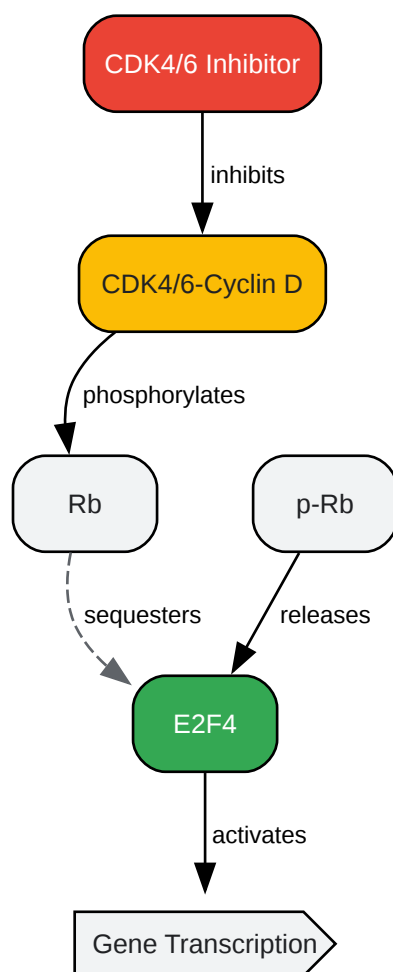 CDK4/6 Inhibitor
inhibits
CDK4/6-Cyclin D
phosphorylates
Rb
p-Rb
sequesters
releases
E2F4
activates
Gene Transcription